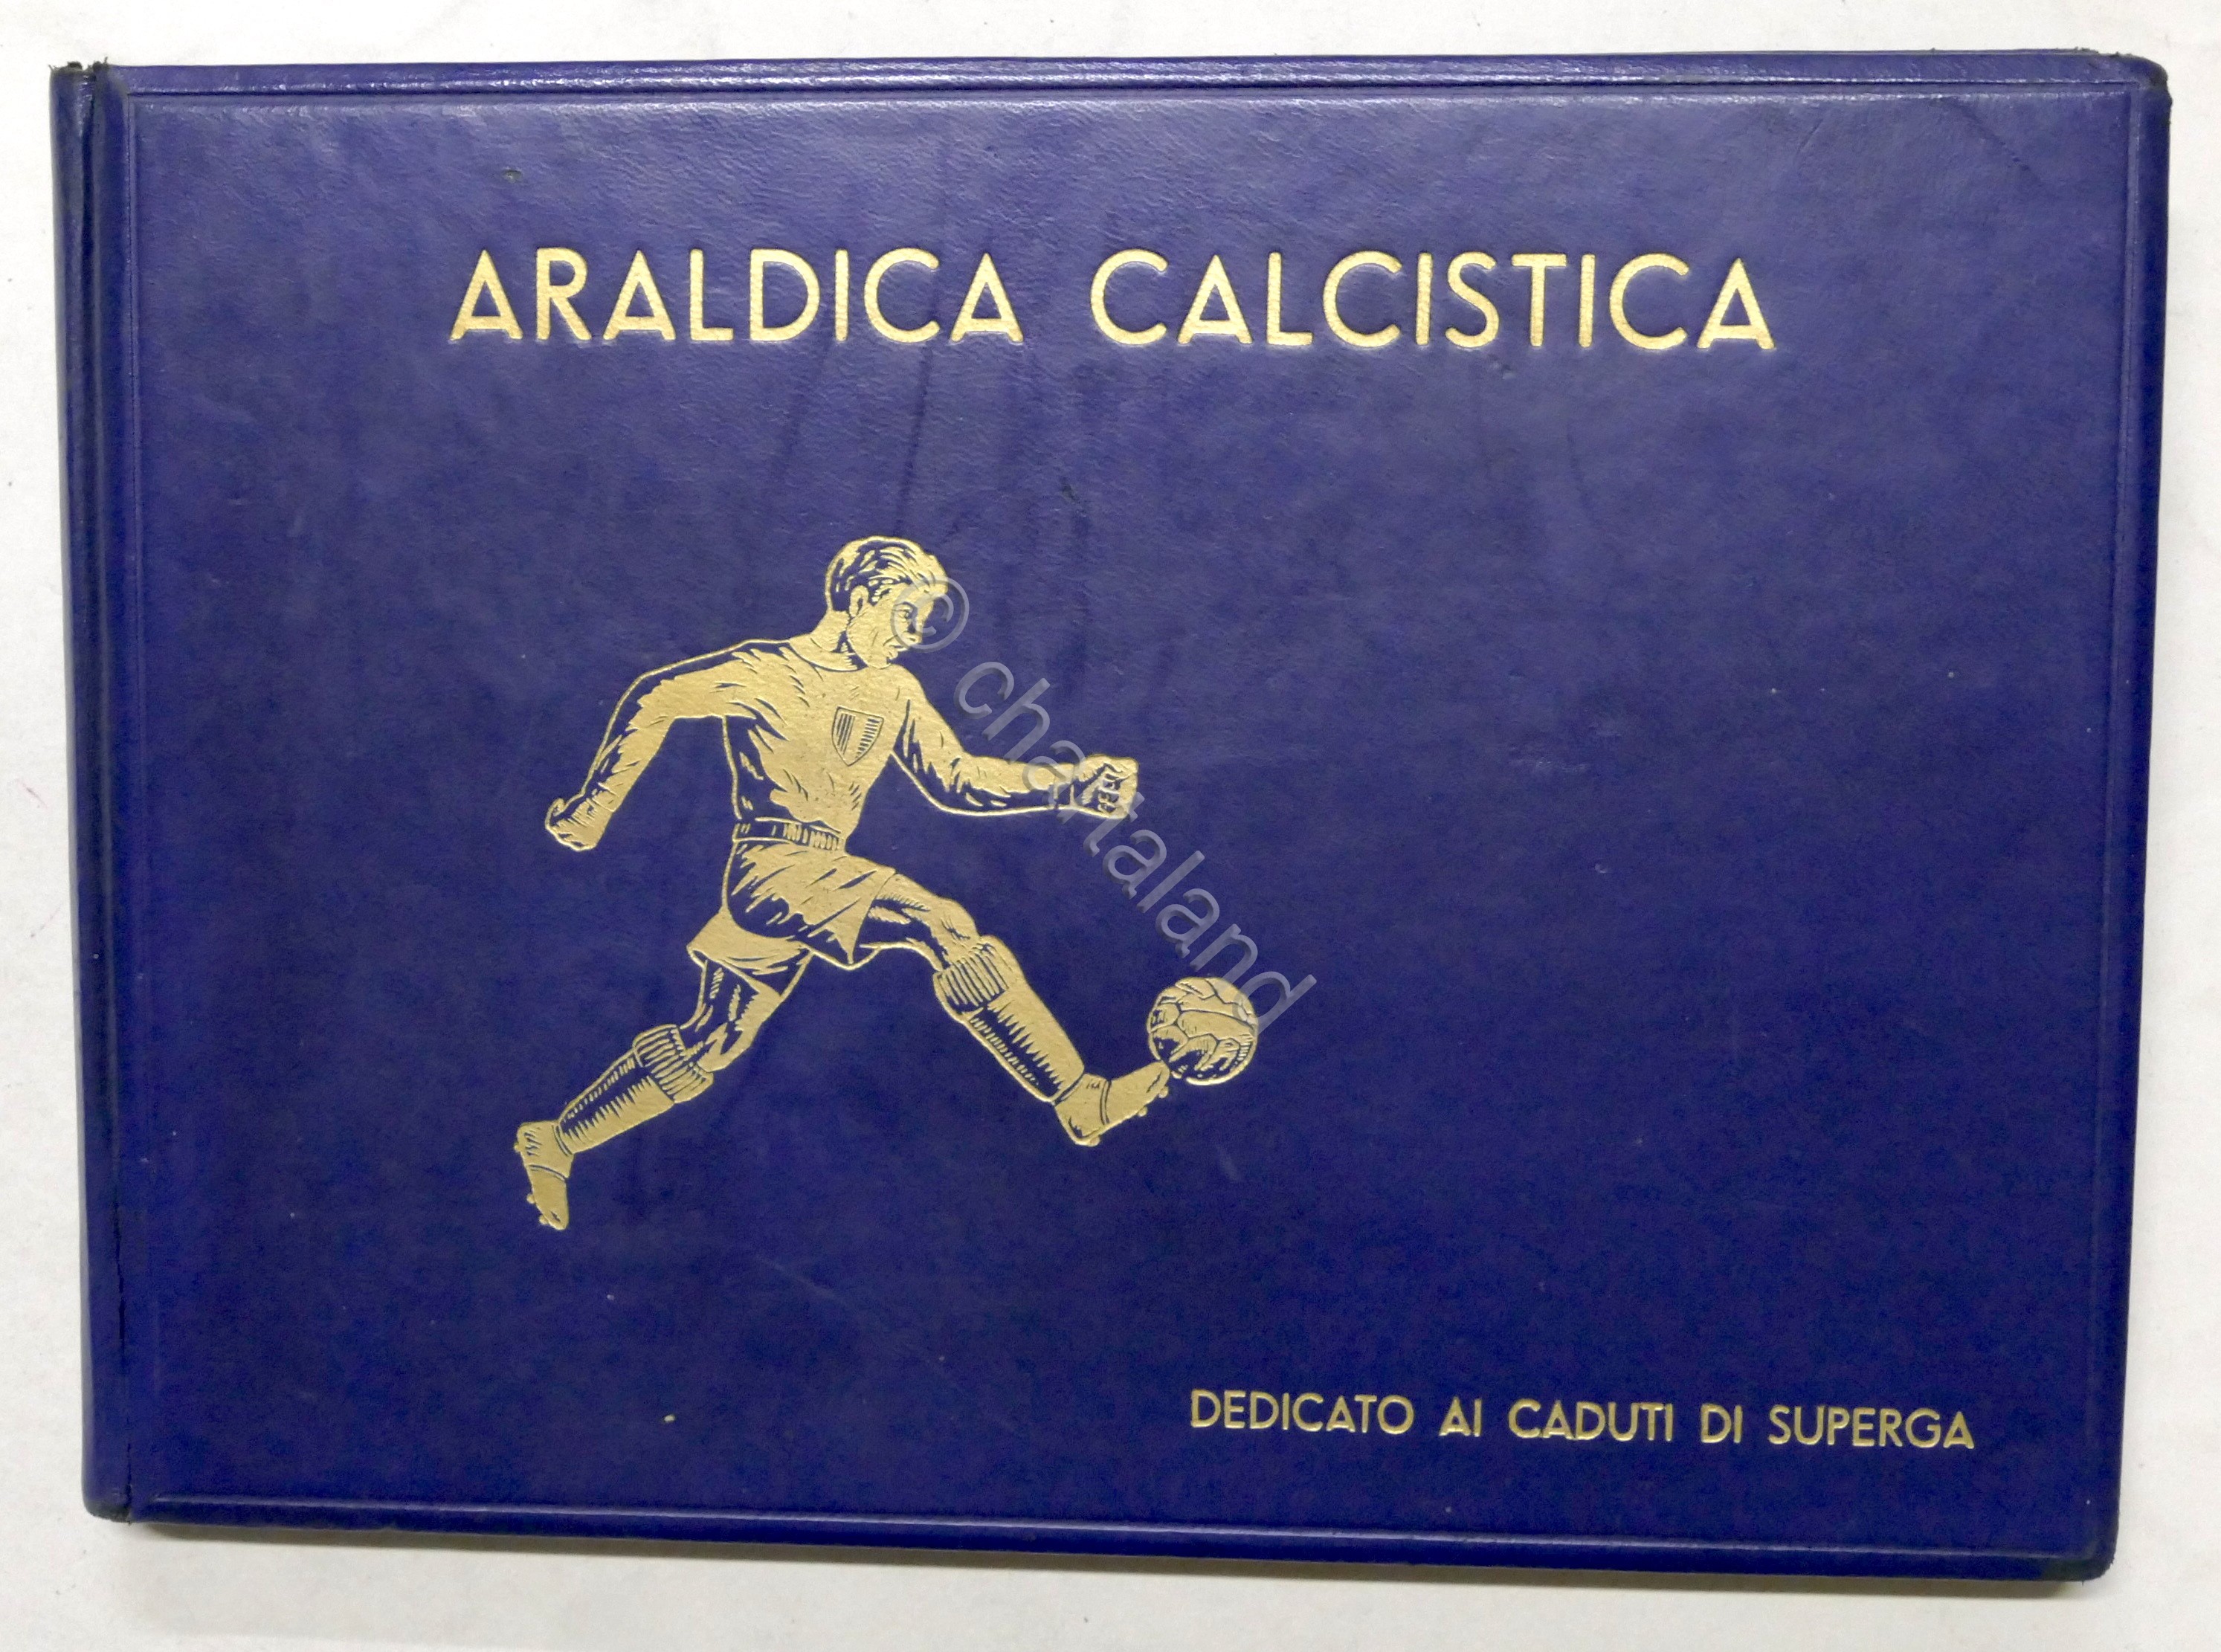 ARALDICA CALCISTICA
© chartaland
DEDICATO AI CADUTI DI SUPERGA